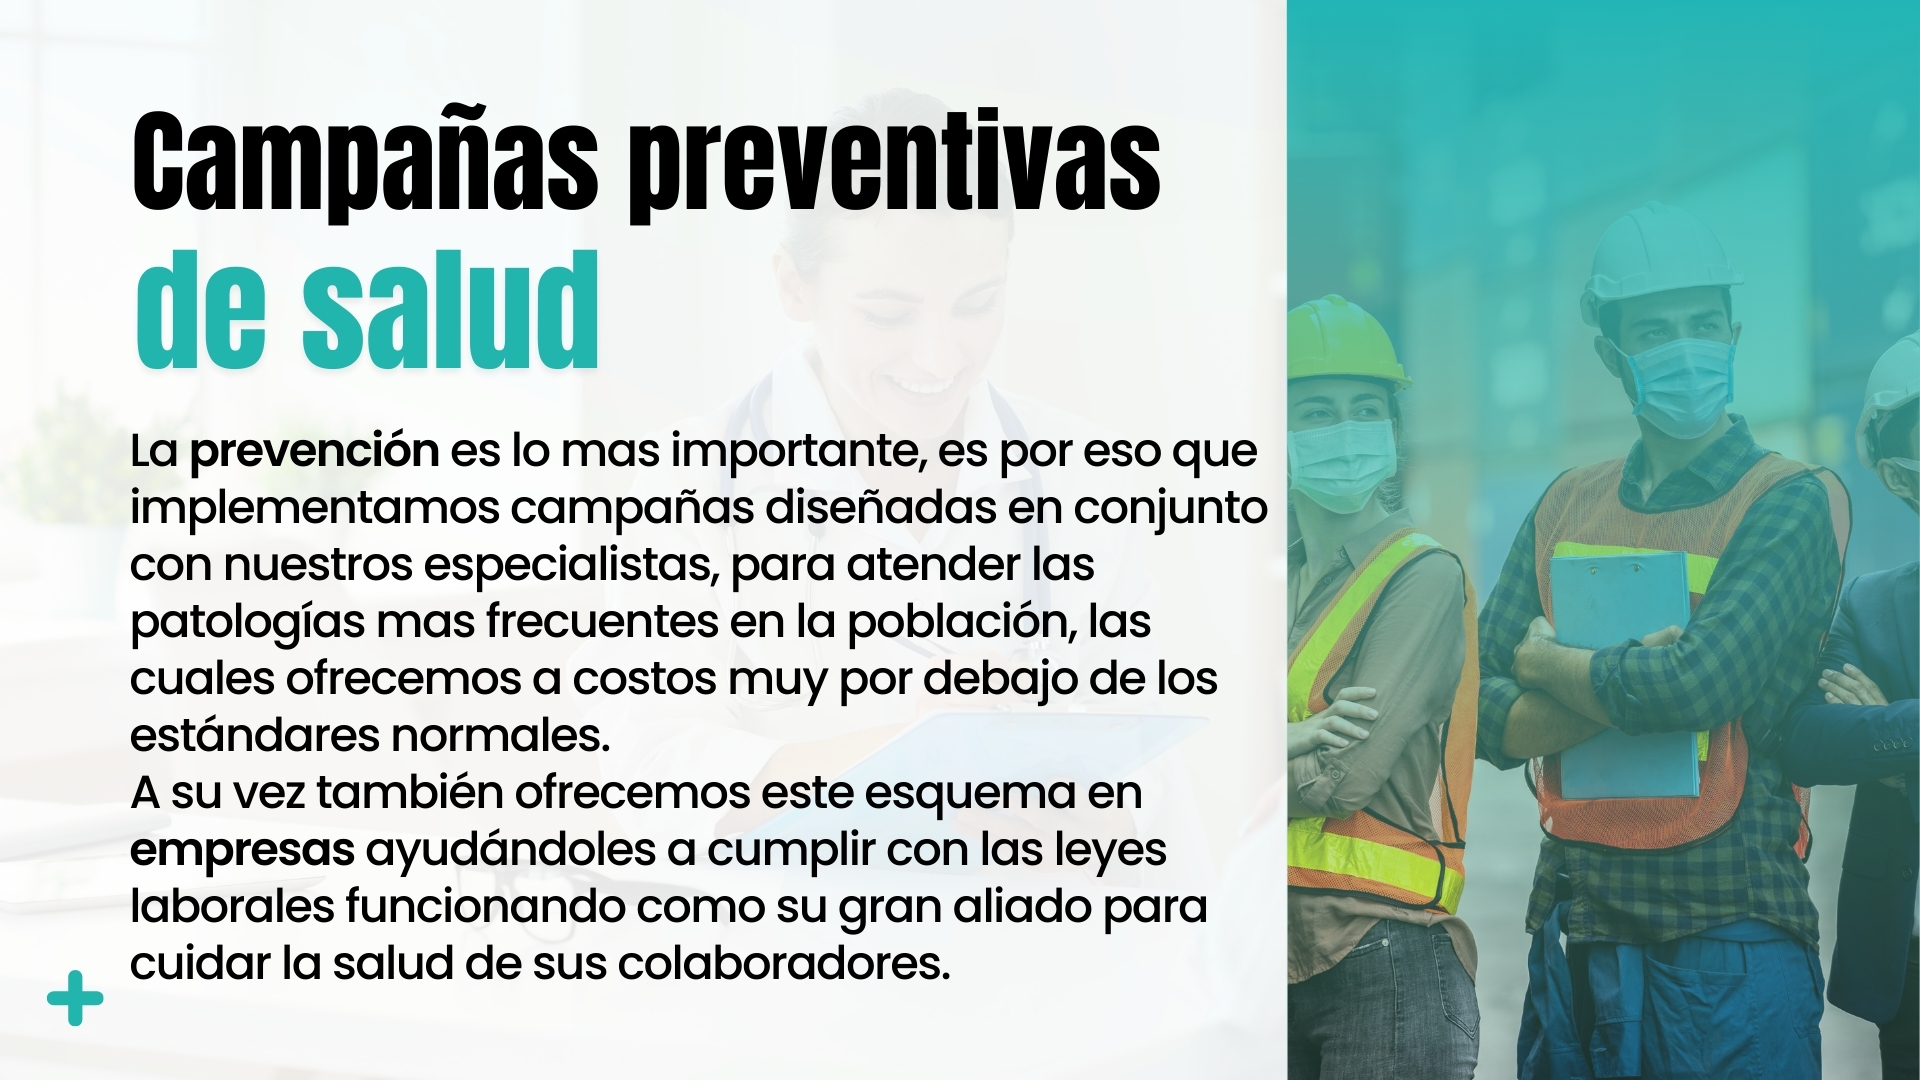 Campañas preventivas
de salud
La prevención es lo mas importante, es por eso que
implementamos campañas diseñadas en conjunto
con nuestros especialistas, para atender las
patologías mas frecuentes en la población, las
cuales ofrecemos a costos muy por debajo de los
estándares normales.
A su vez también ofrecemos este esquema en
empresas ayudándoles a cumplir con las leyes
laborales funcionando como su gran aliado para
cuidar la salud de sus colaboradores.